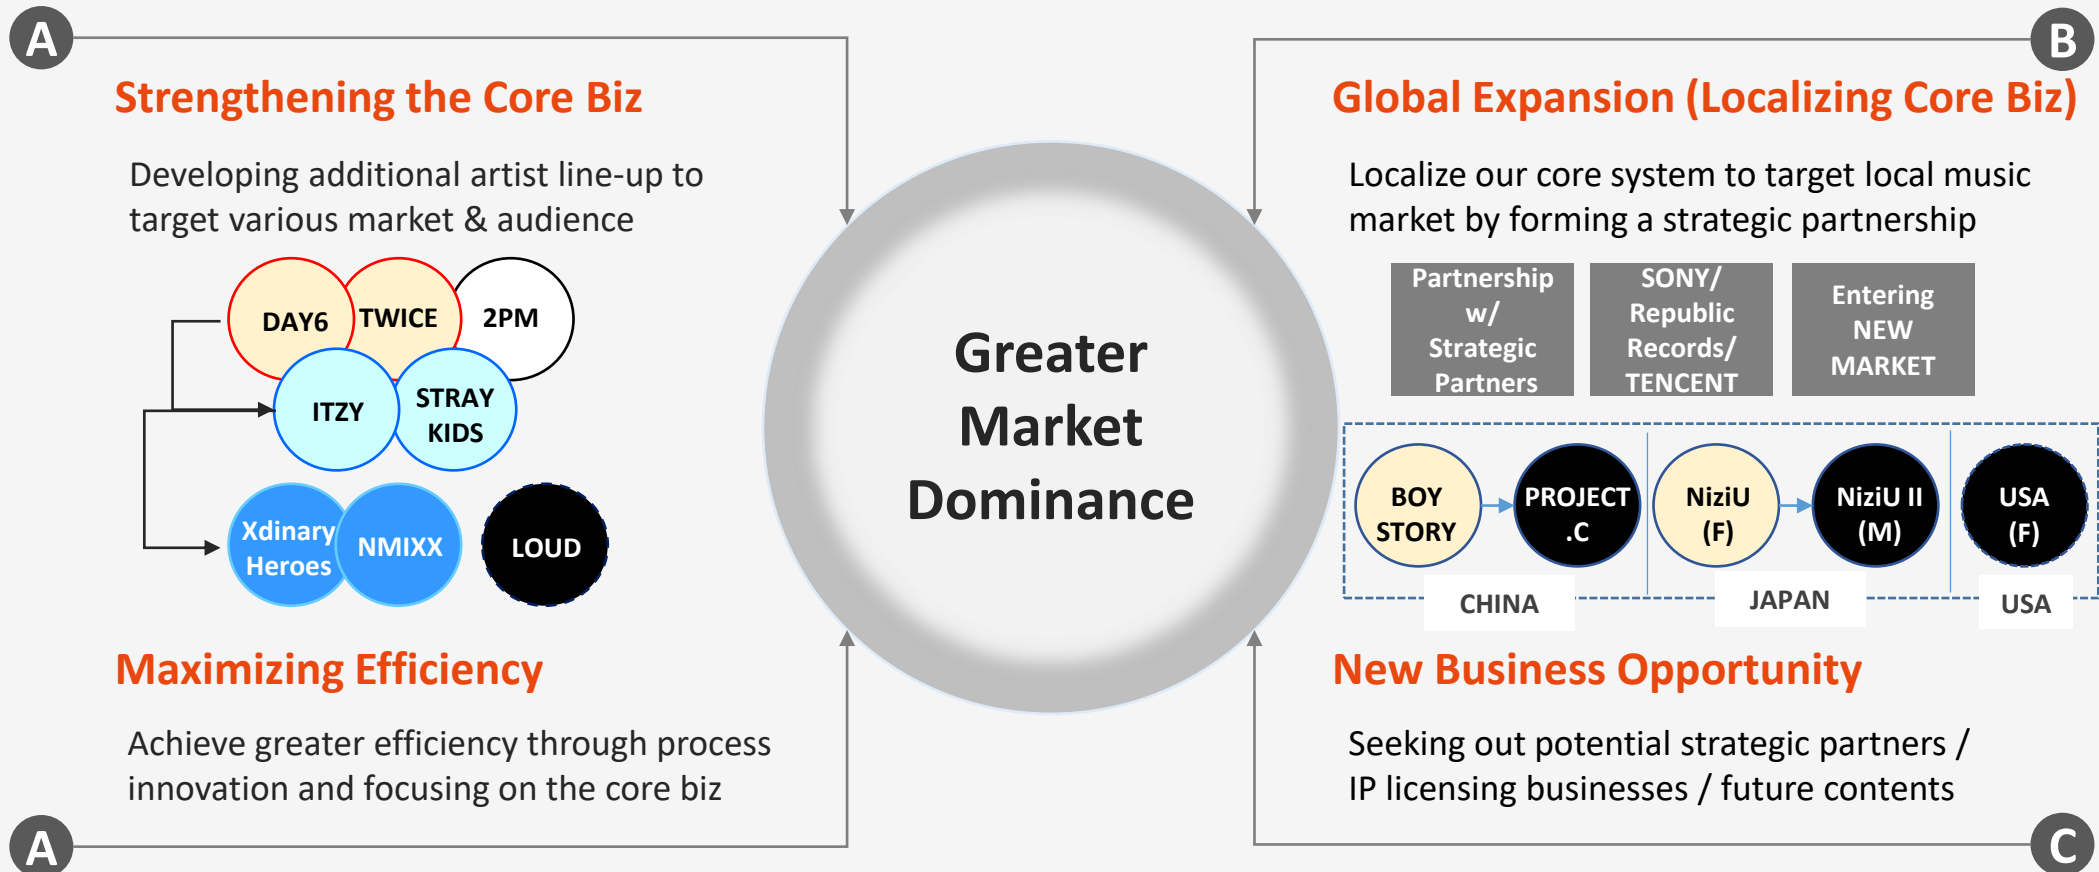 A
Strengthening the Core Biz
Developing additional artist line-up to
target various market & audience
DAY6
TWICE
2PM
ITZY
STRAY
KIDS
Xdinary
Heroes
NMIXX
LOUD
Maximizing Efficiency
Achieve greater efficiency through process
innovation and focusing on the core biz
A
Greater
Market
Dominance
B
Global Expansion (Localizing Core Biz)
Localize our core system to target local music
market by forming a strategic partnership
Partnership
w/
Strategic
Partners
SONY/
Republic
Records/
TENCENT
Entering
NEW
MARKET
BOY
STORY
PROJECT
.C
NiziU
(F)
NiziU II
(M)
USA
(F)
CHINA
JAPAN
USA
New Business Opportunity
Seeking out potential strategic partners /
IP licensing businesses / future contents
C